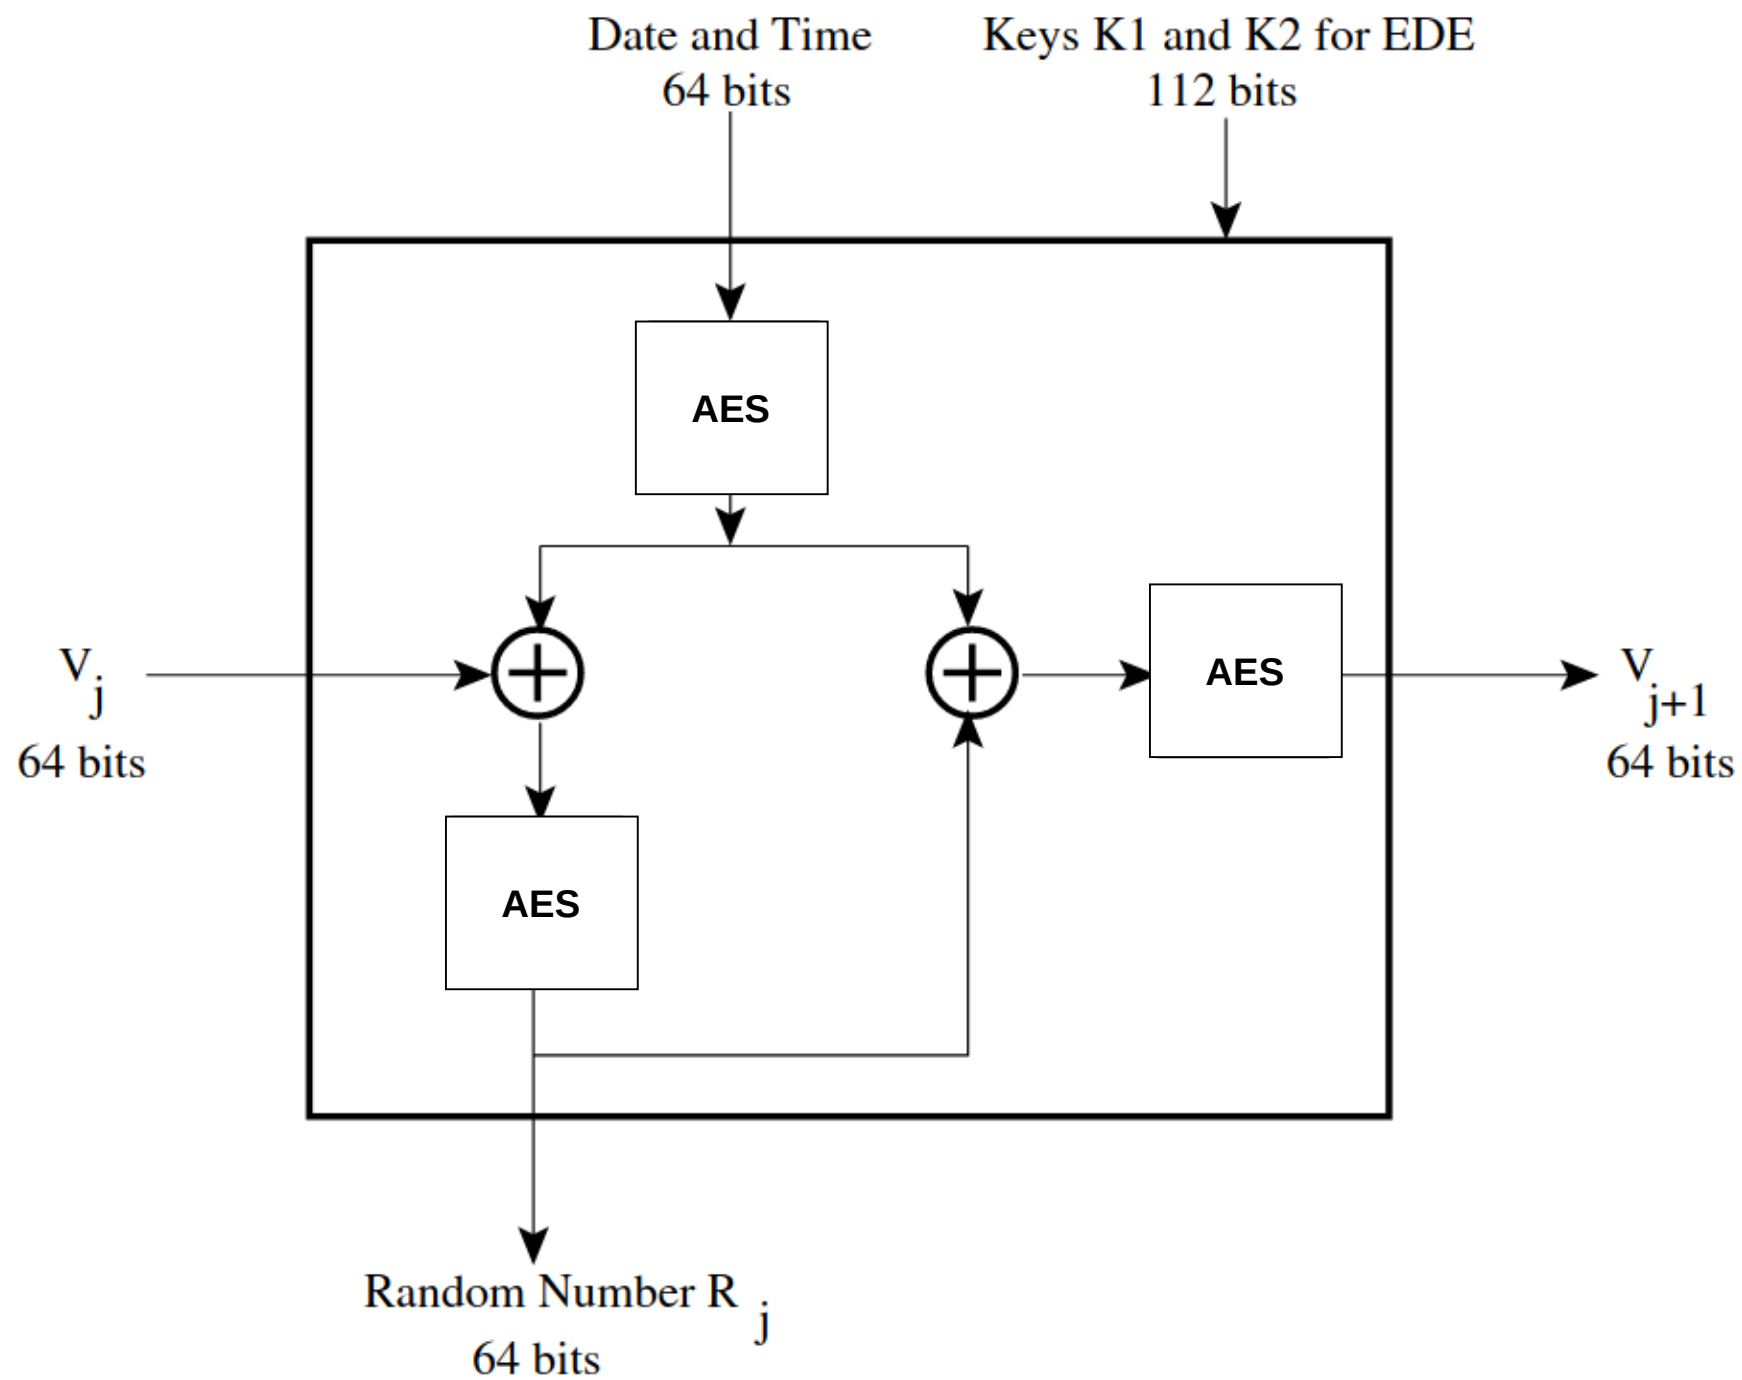 Date and Time
64 bits
Keys K1 and K2 for EDE
112 bits
AES
V
j
64 bits
AES
V
j+1
64 bits
AES
Random Number R
j
64 bits